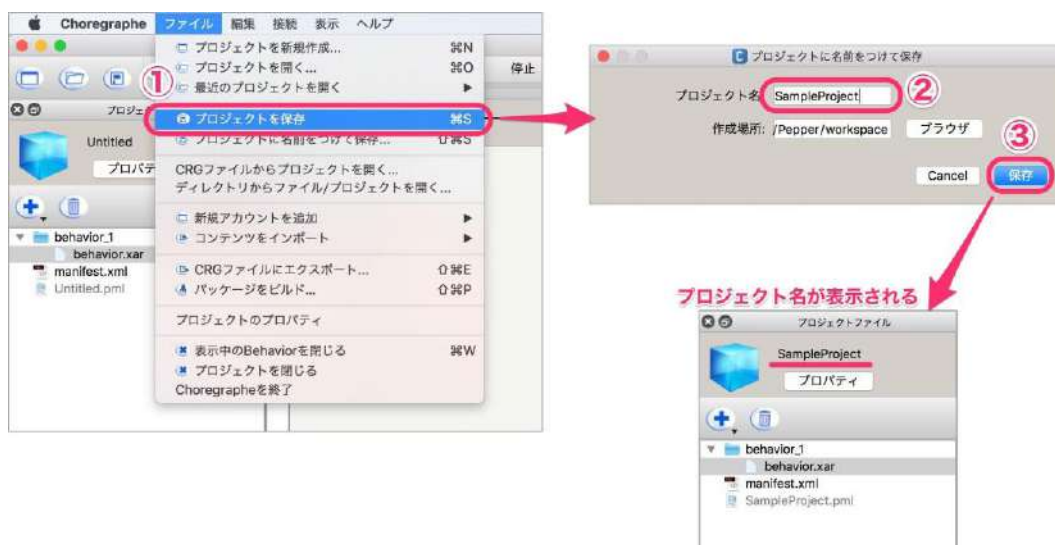 Choregraphe ファイル 編集 接続 表示 ヘルプ
プロジェクトを新規作成... ⌘N
プロジェクトを開く... ⌘O
最近のプロジェクトを開く ▶
停止
①
プロジェクトを保存 ⌘S
Untitled
プロジェクトに名前をつけて保存... ⇧⌘S
CRGファイルからプロジェクトを開く...
ディレクトリからファイル/プロジェクトを開く...
新規アカウントを追加 ▶
コンテンツをインポート ▶
behavior_1
behavior.xar
manifest.xml
Untitled.pml
CRGファイルにエクスポート... ⇧⌘E
パッケージをビルド... ⇧⌘P
プロジェクトのプロパティ
表示中のBehaviorを閉じる ⌘W
プロジェクトを閉じる
Choregrapheを終了
プロジェクトに名前をつけて保存
プロジェクト名 SampleProject ②
作成場所: /Pepper/workspace ブラウザ
③
Cancel 保存
プロジェクト名が表示される
プロジェクトファイル
SampleProject
プロパティ
behavior_1
behavior.xar
manifest.xml
SampleProject.pml